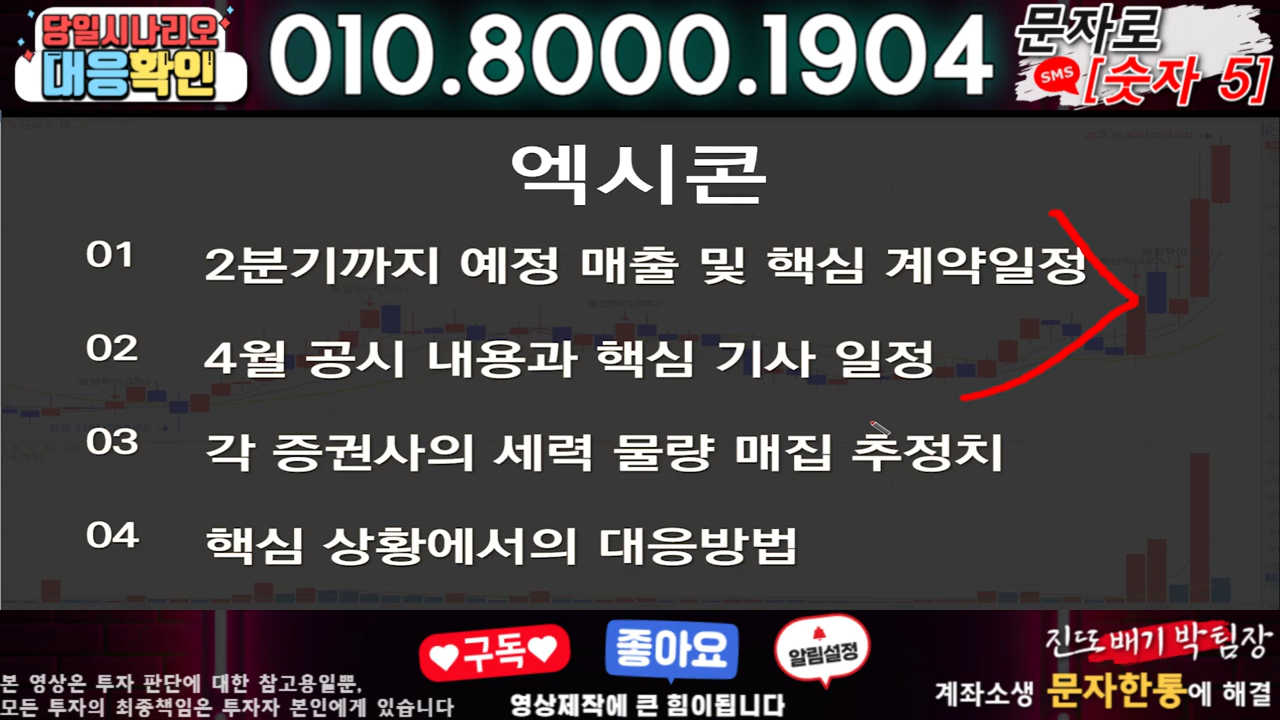 당일시나리오
대응확인
010.8000.1904
문자로
SMS
[숫자 5]
엑시콘
01 2분기까지 예정 매출 및 핵심 계약일정
02 4월 공시 내용과 핵심 기사 일정
03 각 증권사의 세력 물량 매집 추정치
04 핵심 상황에서의 대응방법
구독
좋아요
알림설정
영상제작에 큰 힘이됩니다
본 영상은 투자 판단에 대한 참고용일뿐,
모든 투자의 최종책임은 투자자 본인에게 있습니다
진또배기 박팀장
계좌소생 문자한통에 해결